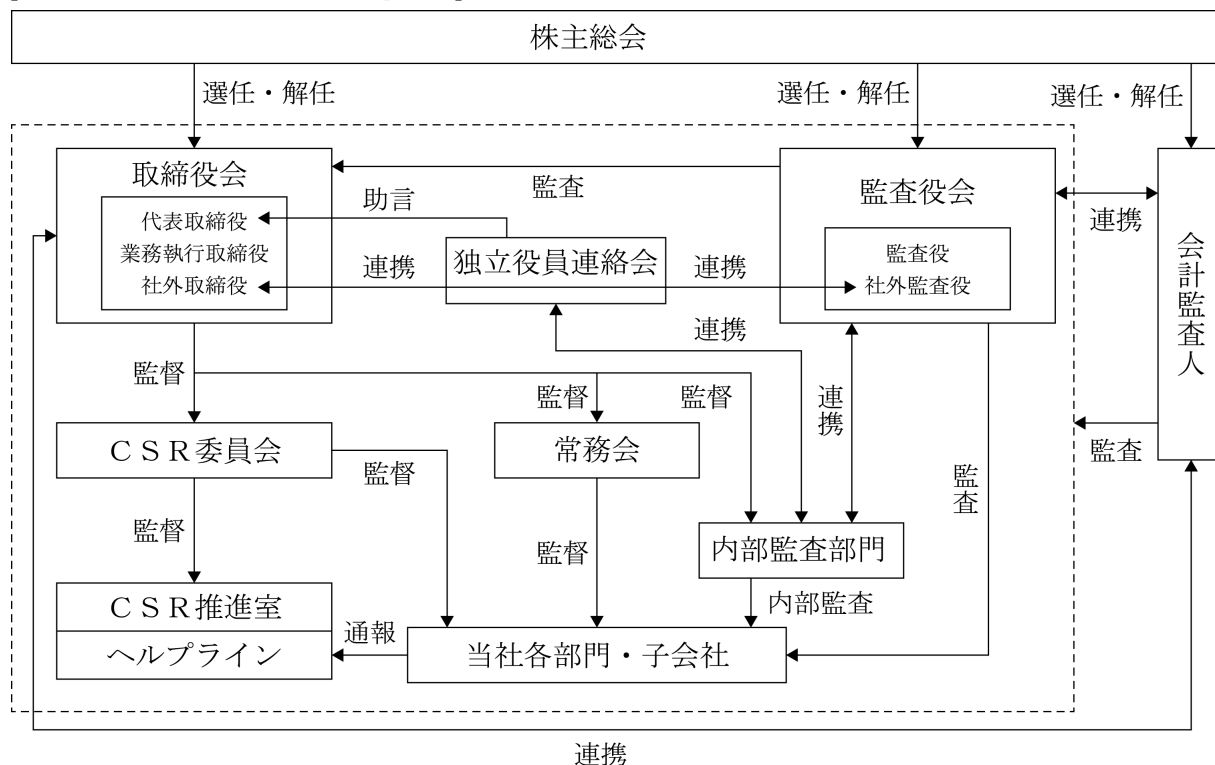 株主総会
選任・解任
選任・解任
選任・解任
取締役会
代表取締役
業務執行取締役
社外取締役
監査
助言
独立役員連絡会
連携
連携
監査役会
監査役
社外監査役
連携
会計監査人
連携
監督
監督
監督
連携
監査
監査
ＣＳＲ委員会
監督
常務会
監督
監督
内部監査部門
内部監査
ＣＳＲ推進室
ヘルプライン
通報
当社各部門・子会社
連携